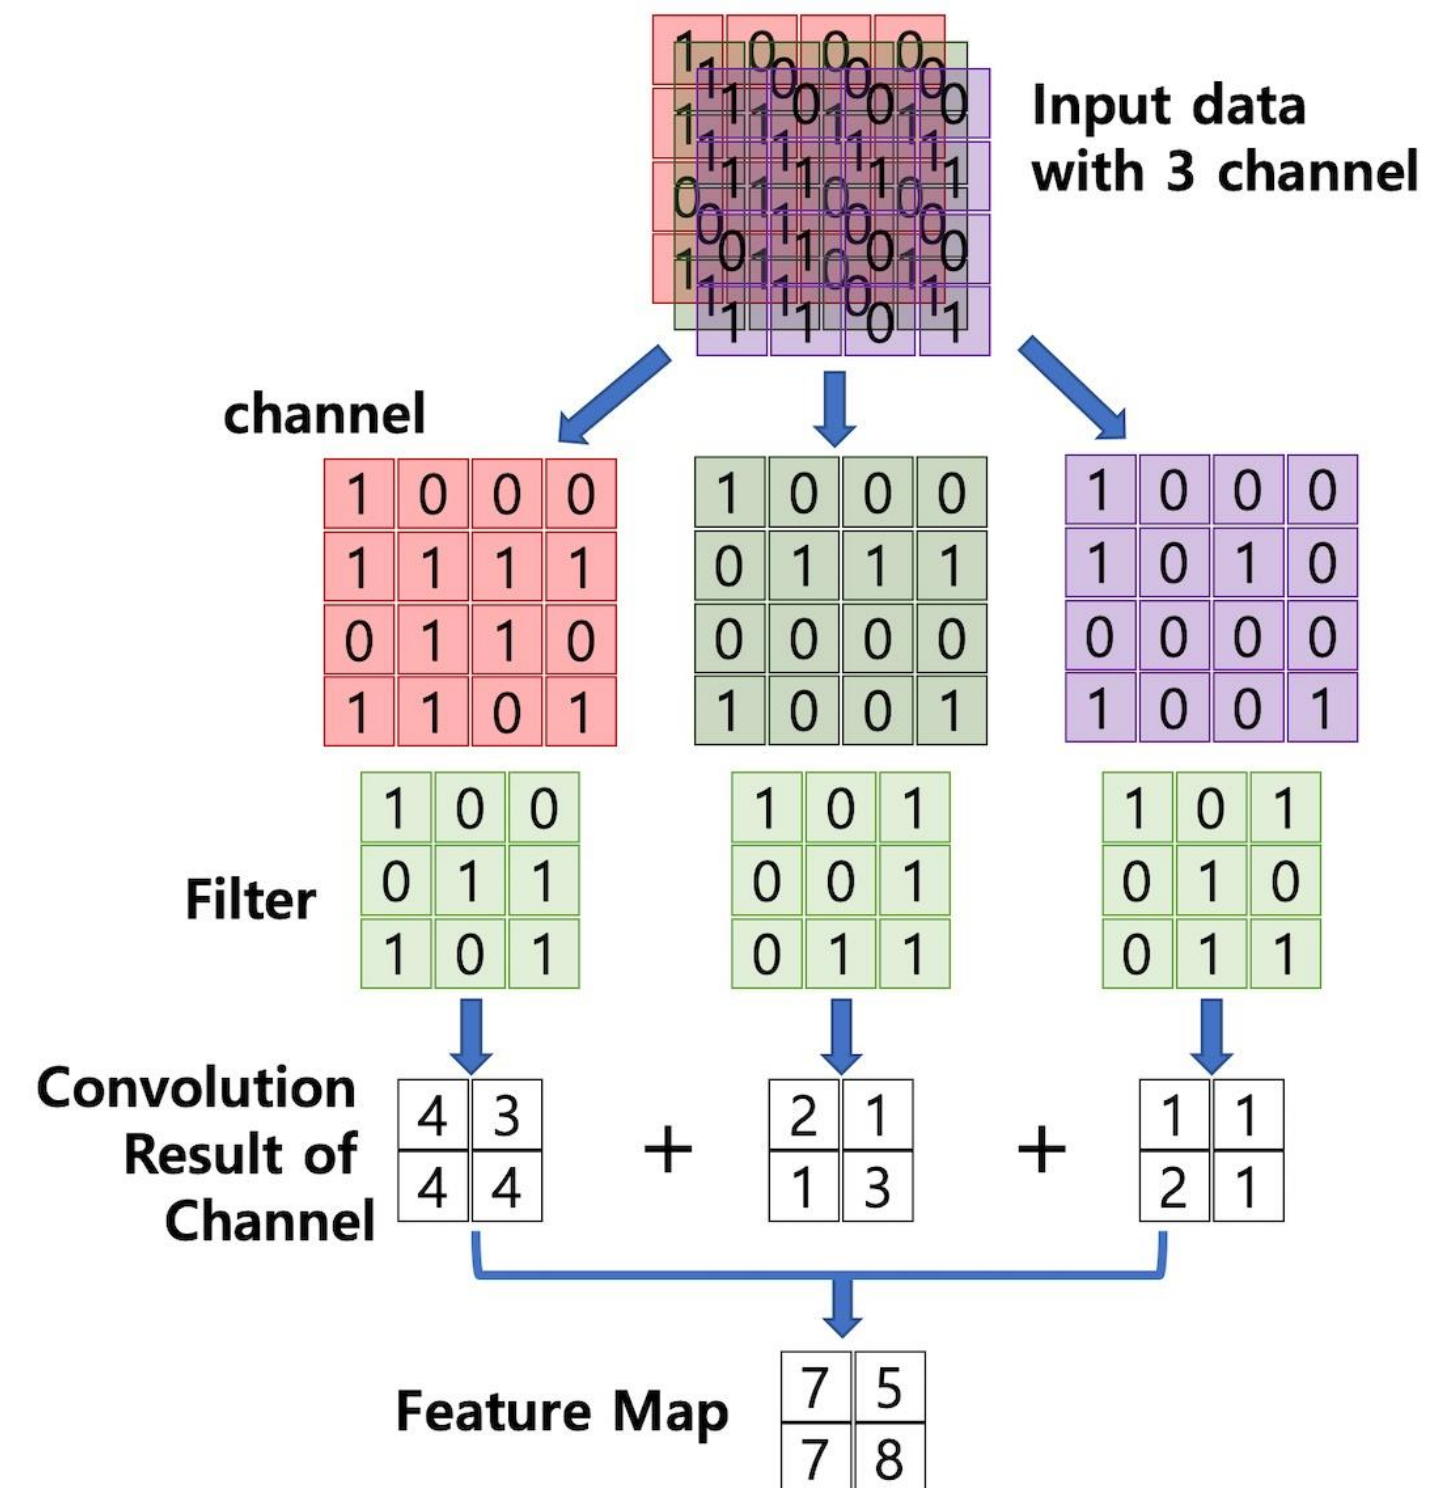 Input data
with 3 channel
channel
1 0 0 0
1 1 1 1
0 1 1 0
1 1 0 1
1 0 0 0
0 1 1 1
0 0 0 0
1 0 0 1
1 0 0 0
1 0 1 0
0 0 0 0
1 0 0 1
Filter
1 0 0
0 1 1
1 0 1
1 0 1
0 0 1
0 1 1
1 0 1
0 1 0
0 1 1
Convolution
Result of
Channel
4 3
4 4
+
2 1
1 3
+
1 1
2 1
Feature Map
7 5
7 8